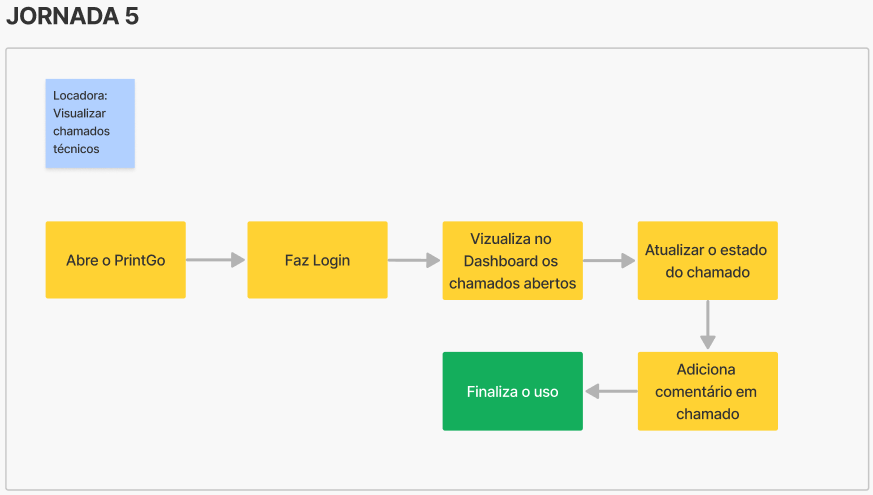 JORNADA 5
Locadora:
Visualizar
chamados
técnicos
Abre o PrintGo
Faz Login
Vizualiza no
Dashboard os
chamados abertos
Atualizar o estado
do chamado
Adiciona
comentário em
chamado
Finaliza o uso